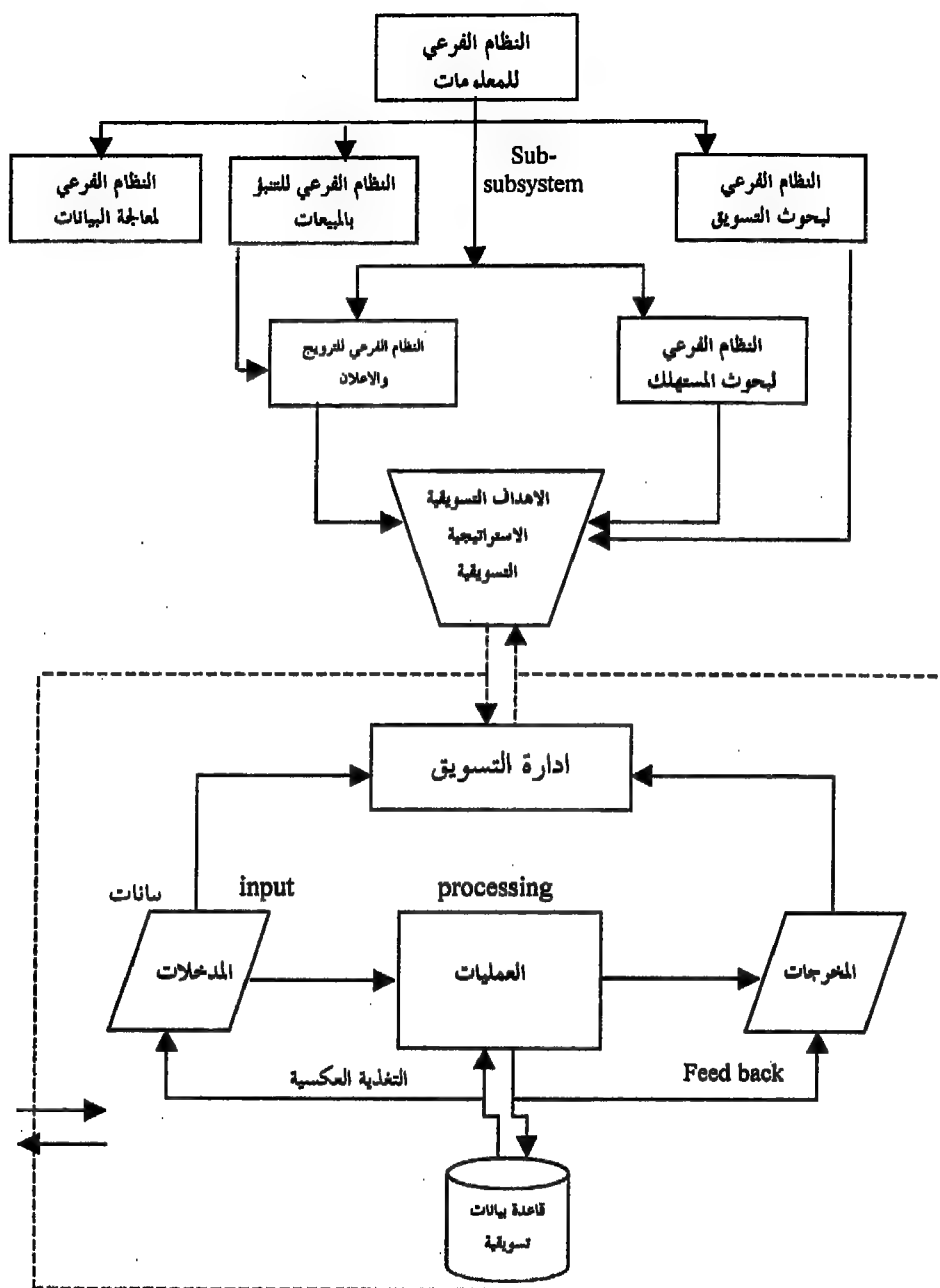 النظام الفرعي
للمعلومات
النظام الفرعي
لبحوث التسويق
Sub-
subsystem
النظام الفرعي للتنبؤ
بالمبيعات
النظام الفرعي
لمعالجة البيانات
النظام الفرعي
لبحوث المستهلك
النظام الفرعي للترويج
والاعلان
الاهداف التسويقية
الاستراتيجية
التسويقية
ادارة التسويق
processing
input
بيانات
المخرجات
العمليات
المدخلات
Feed back
التغذية العكسية
قاعدة بيانات
تسويقية